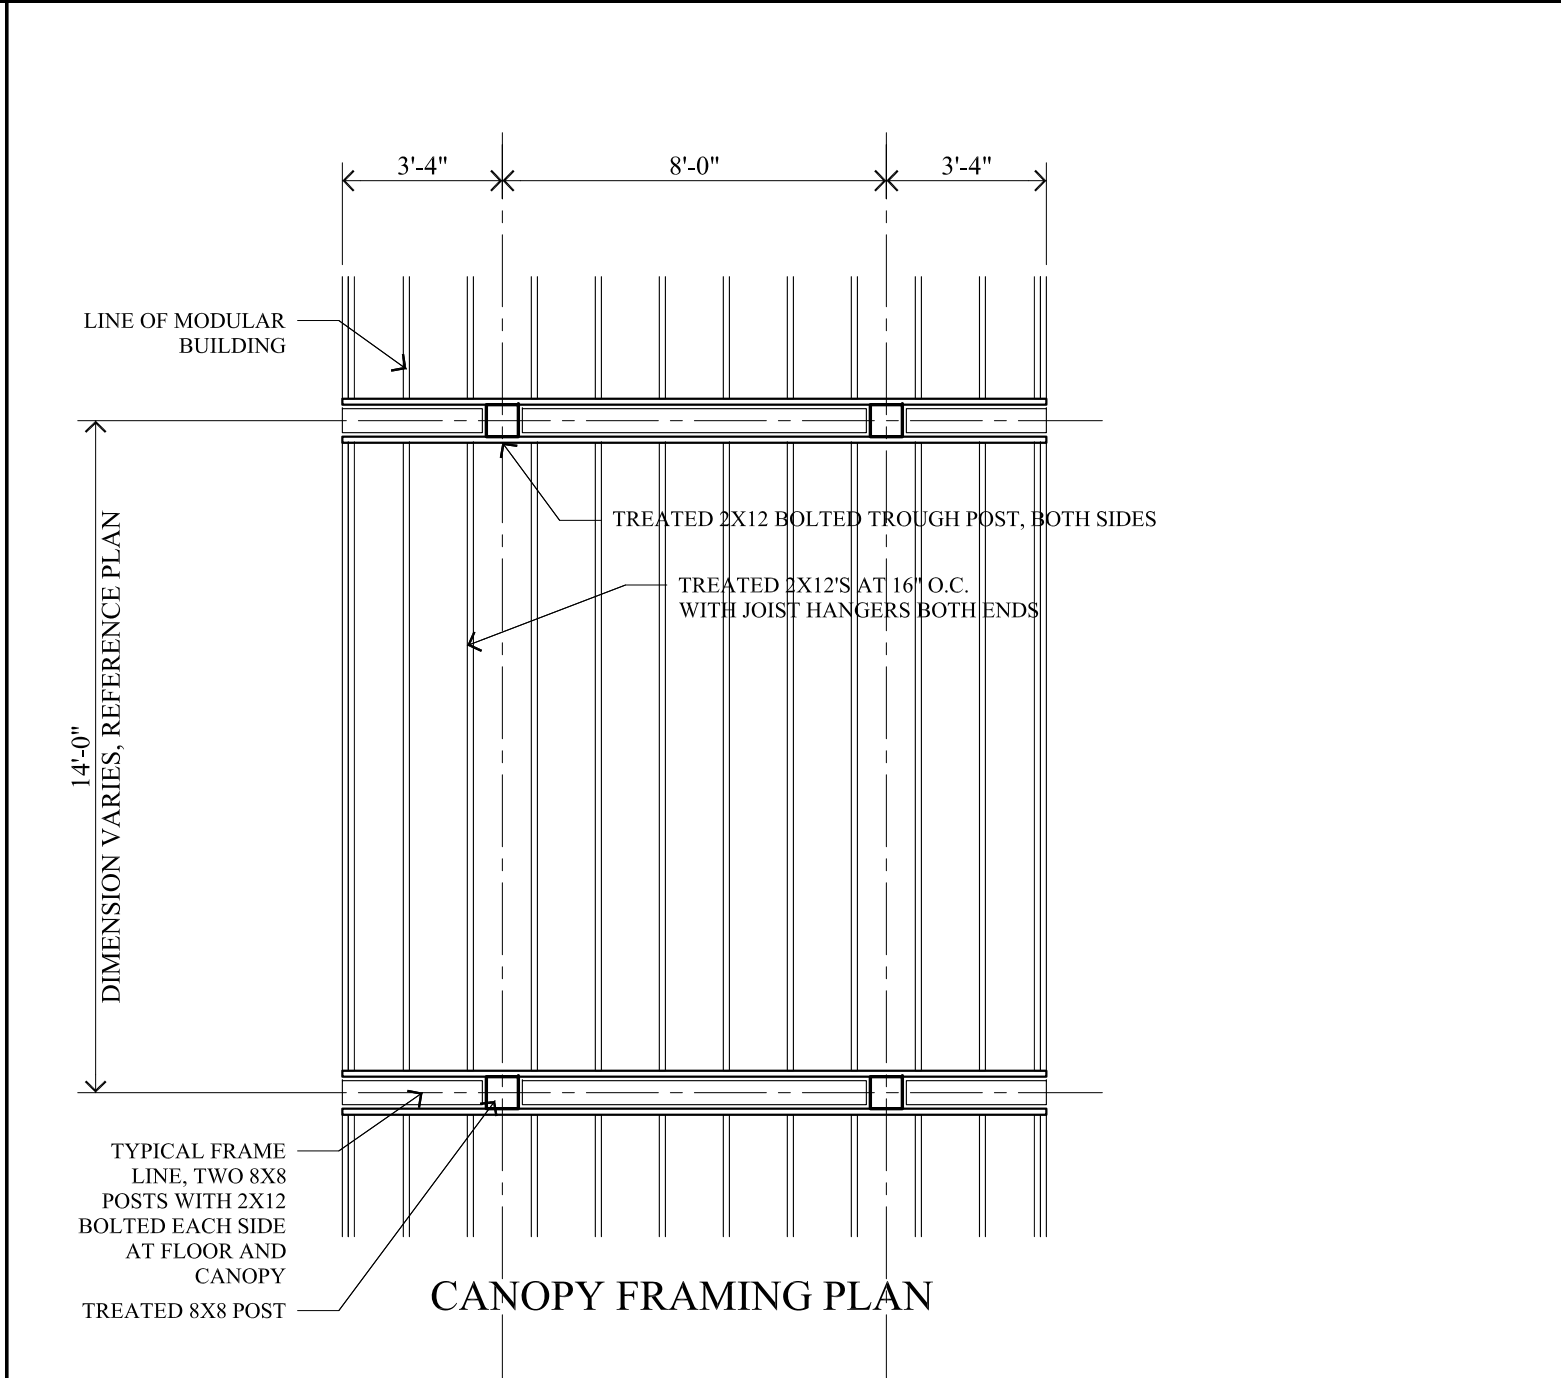 3'-4"
8'-0"
3'-4"
LINE OF MODULAR
BUILDING
TREATED 2X12 BOLTED TROUGH POST, BOTH SIDES
TREATED 2X12'S AT 16" O.C.
WITH JOIST HANGERS BOTH ENDS
14'-0"
DIMENSION VARIES, REFERENCE PLAN
TYPICAL FRAME
LINE, TWO 8X8
POSTS WITH 2X12
BOLTED EACH SIDE
AT FLOOR AND
CANOPY
TREATED 8X8 POST
CANOPY FRAMING PLAN